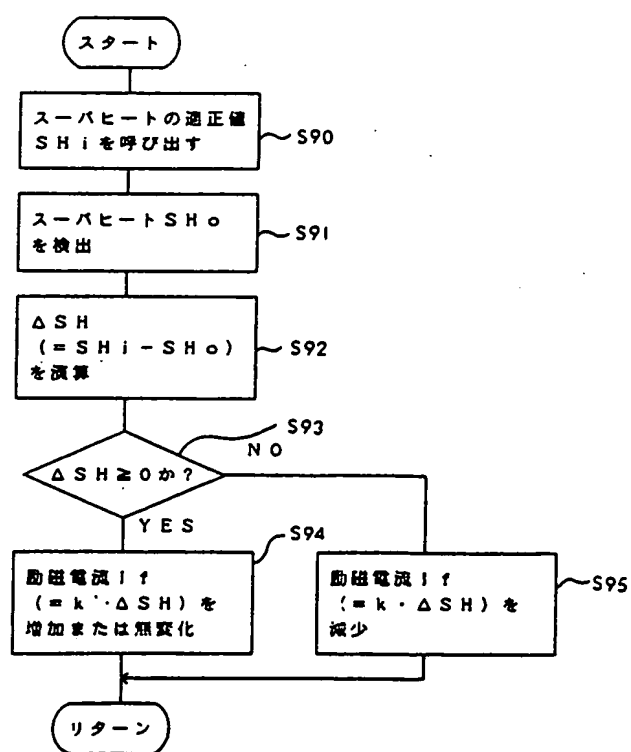 スタート
スーパヒートの適正値
SHiを呼び出す
S90
スーパヒートSHo
を検出
S91
ΔSH
(=SHi-SHo)
を演算
S92
S93
NO
ΔSH≧0か?
YES
S94
励磁電流If
(=k・ΔSH)を
増加または無変化
励磁電流If
(=k・ΔSH)を
減少
S95
リターン